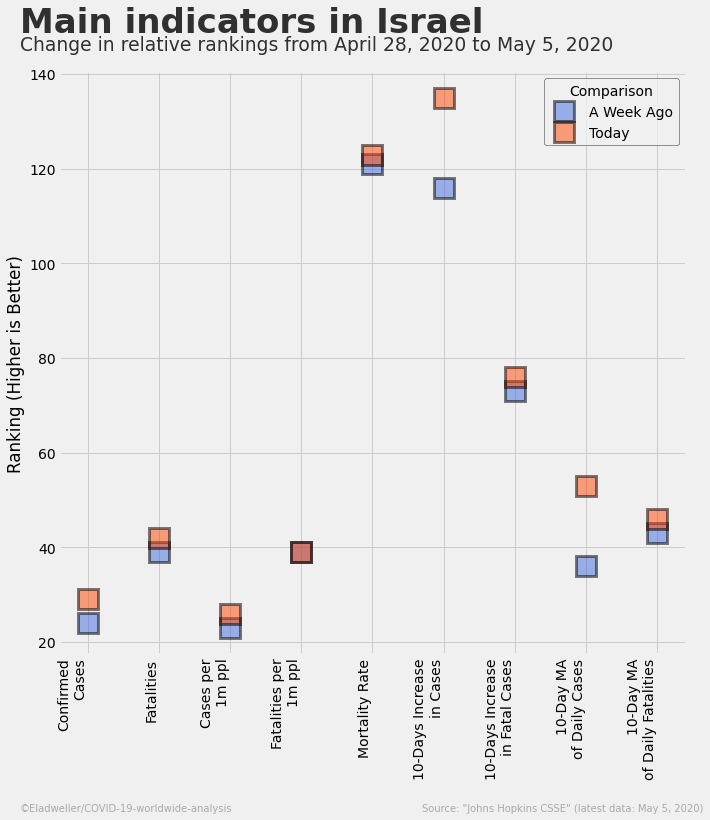 Main indicators in Israel
Change in relative rankings from April 28, 2020 to May 5, 2020
Comparison
A Week Ago
Today
Ranking (Higher is Better)
140
120
100
80
60
40
20
Confirmed
Cases
Fatalities
Cases per
1m ppl
Fatalities per
1m ppl
Mortality Rate
10-Days Increase
in Cases
10-Days Increase
in Fatal Cases
10-Day MA
of Daily Cases
10-Day MA
of Daily Fatalities
©Eladweller/COVID-19-worldwide-analysis
Source: "Johns Hopkins CSSE" (latest data: May 5, 2020)